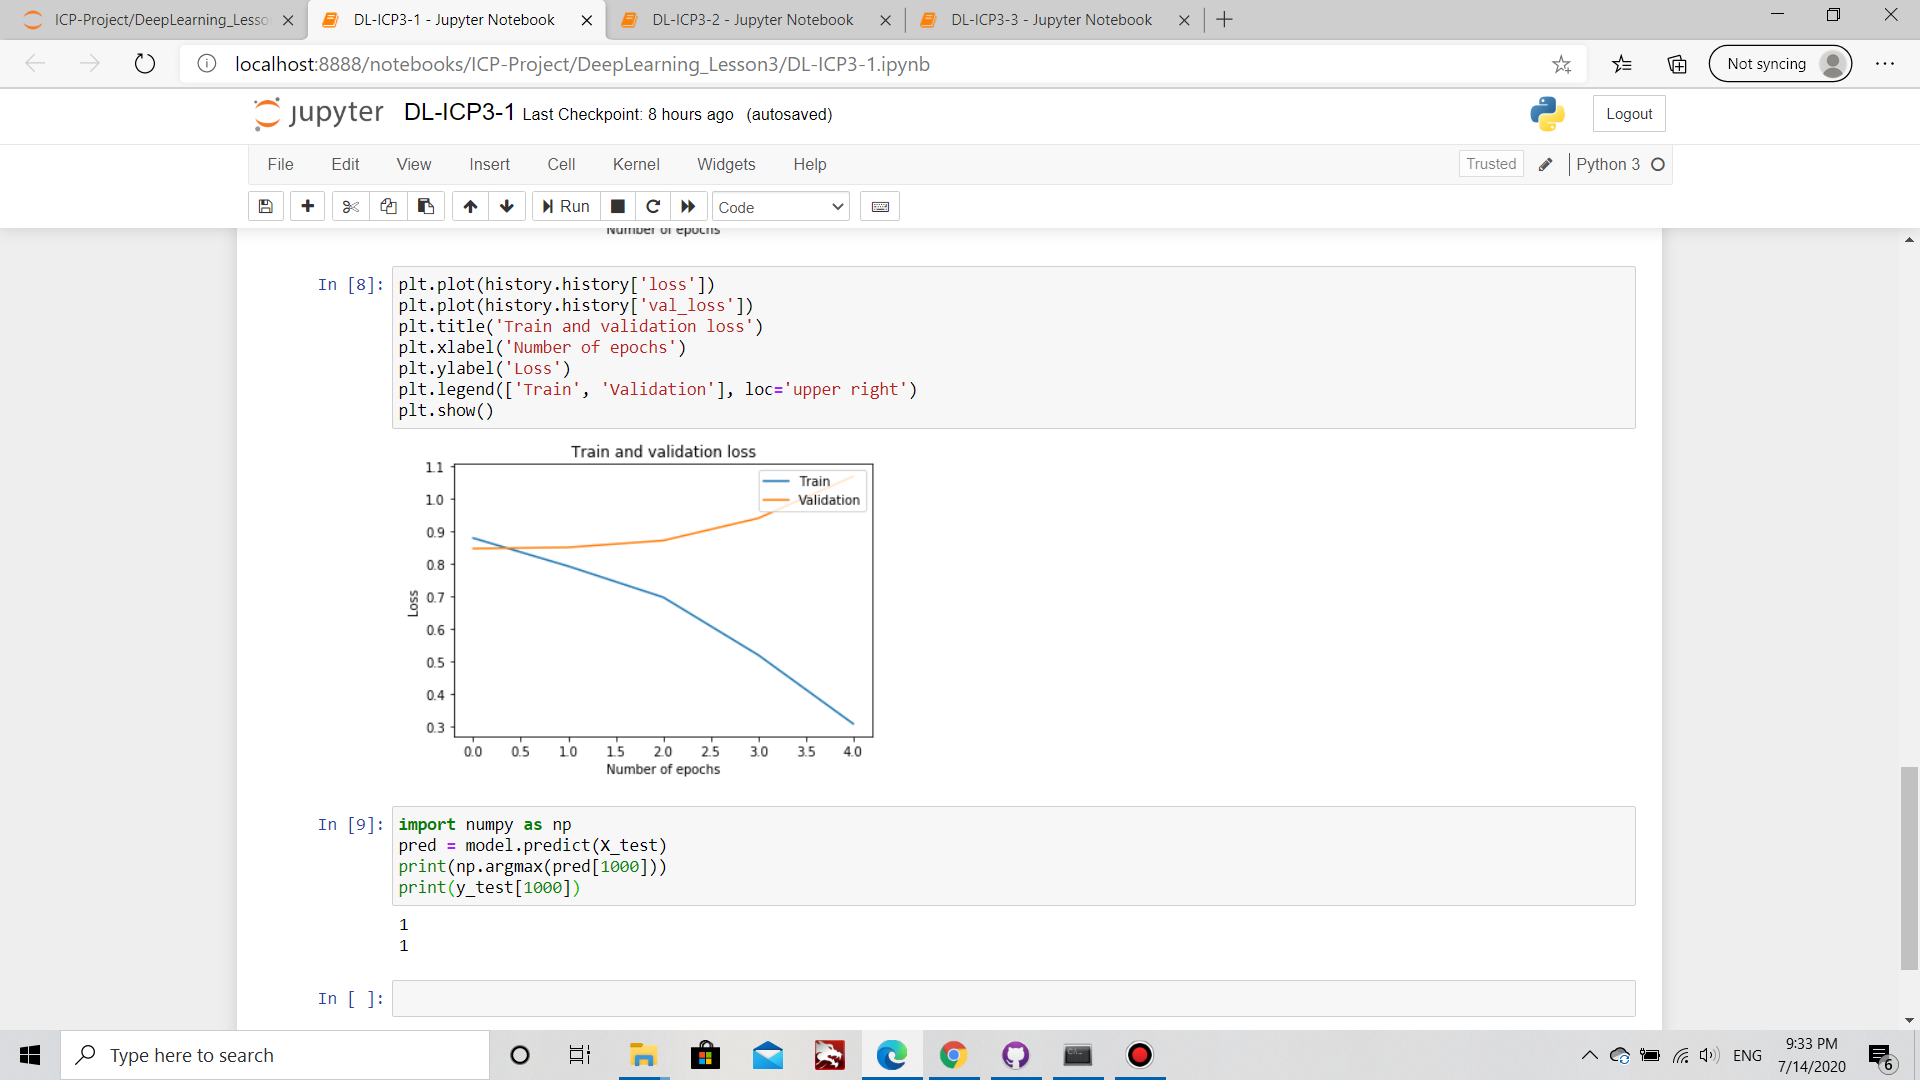 ICP-Project/DeepLearning_Lesso
DL-ICP3-1 - Jupyter Notebook
DL-ICP3-2 - Jupyter Notebook
DL-ICP3-3 - Jupyter Notebook
localhost:8888/notebooks/ICP-Project/DeepLearning_Lesson3/DL-ICP3-1.ipynb
Not syncing
jupyter DL-ICP3-1 Last Checkpoint: 8 hours ago (autosaved)
Logout
File Edit View Insert Cell Kernel Widgets Help
Trusted
Python 3
Run
Code
Number of epochs
In [8]:
plt.plot(history.history['loss'])
plt.plot(history.history['val_loss'])
plt.title('Train and validation loss')
plt.xlabel('Number of epochs')
plt.ylabel('Loss')
plt.legend(['Train', 'Validation'], loc='upper right')
plt.show()
Train and validation loss
Train
Validation
1.1
1.0
0.9
0.8
0.7
0.6
0.5
0.4
0.3
Loss
0.0 0.5 1.0 1.5 2.0 2.5 3.0 3.5 4.0
Number of epochs
In [9]:
import numpy as np
pred = model.predict(X_test)
print(np.argmax(pred[1000]))
print(y_test[1000])
1
1
In [ ]:
Type here to search
ENG
9:33 PM
7/14/2020
6